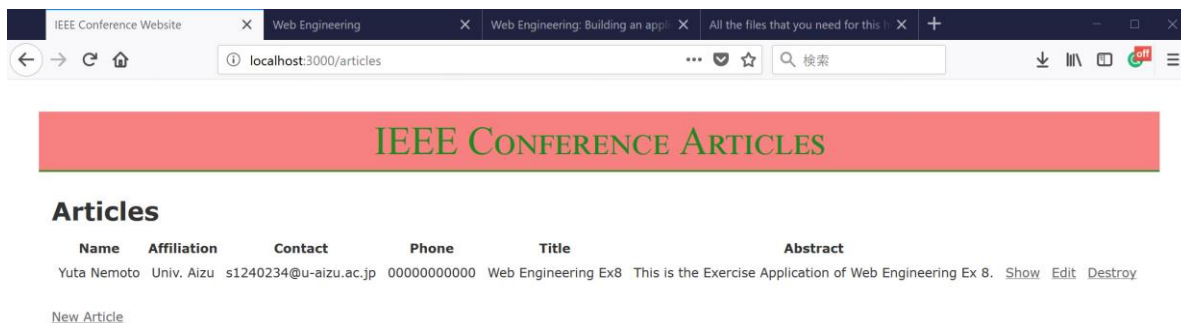 IEEE Conference Website
Web Engineering
Web Engineering: Building an appli
All the files that you need for this h
localhost:3000/articles
検索
off
IEEE CONFERENCE ARTICLES
Articles
Name Affiliation Contact Phone Title Abstract
Yuta Nemoto Univ. Aizu s1240234@u-aizu.ac.jp 00000000000 Web Engineering Ex8 This is the Exercise Application of Web Engineering Ex 8. Show Edit Destroy
New Article